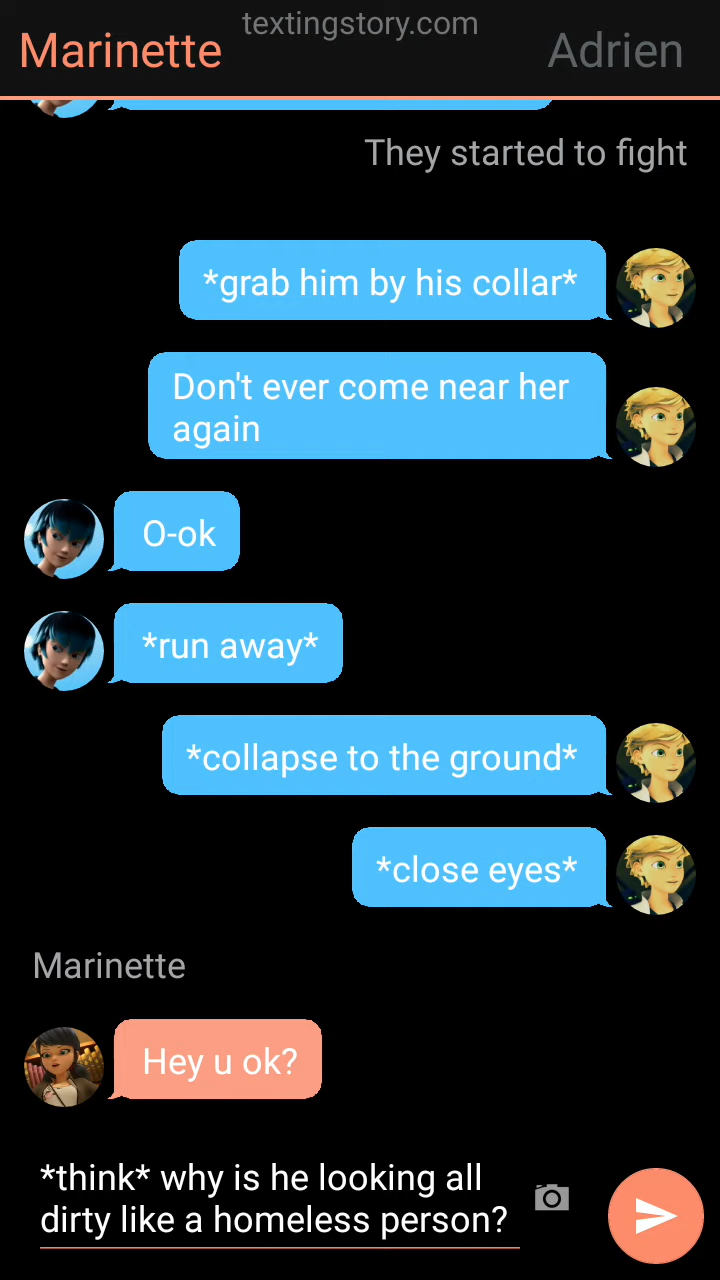 textingstory.com
Marinette Adrien
They started to fight
*grab him by his collar*
Don't ever come near her
again
O-ok
*run away*
*collapse to the ground*
*close eyes*
Marinette
Hey u ok?
*think* why is he looking all
dirty like a homeless person?